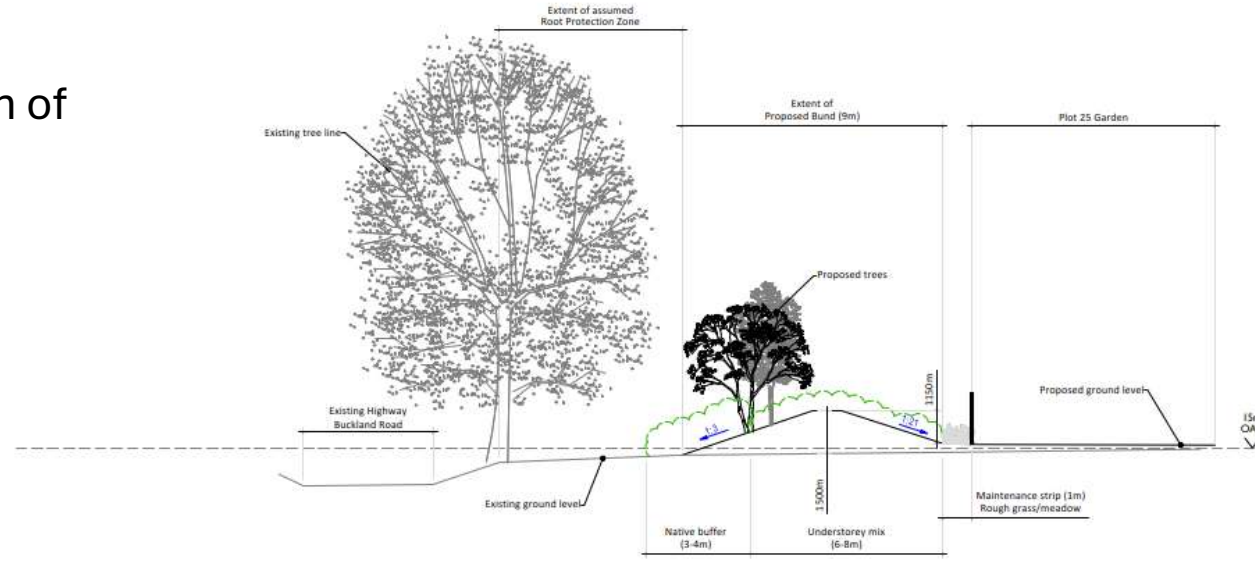 Extent of assumed
Root Protection Zone
n of
Extent of
Proposed Bund (9m)
Plot 25 Garden
Existing tree line
Proposed trees
1150m
Proposed ground level
Existing Highway
Buckland Road
1:3
1:21
1500m
Existing ground level
Maintenance strip (1m)
Rough grass/meadow
Native buffer
(3-4m)
Understorey mix
(6-8m)